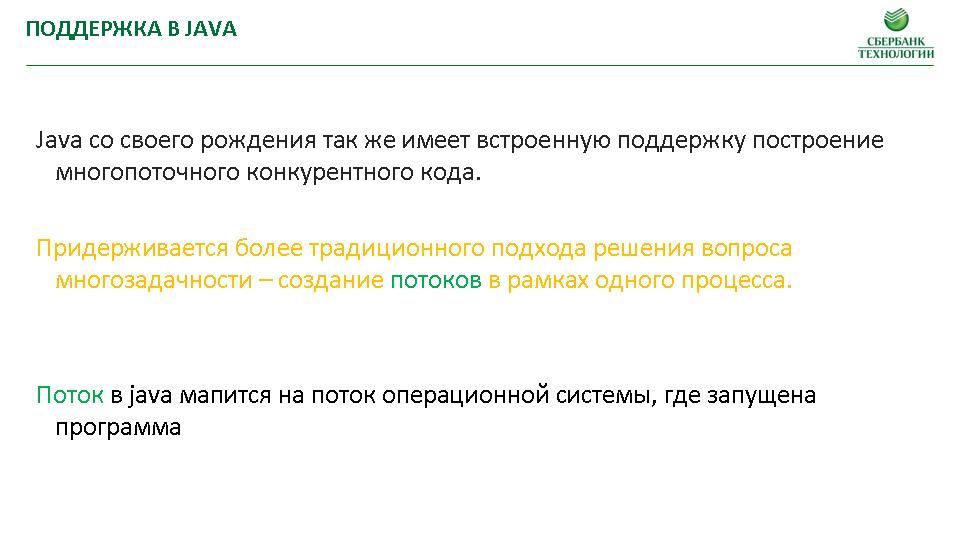 ПОДДЕРЖКА В JAVA
СБЕРБАНК
ТЕХНОЛОГИИ
Java со своего рождения так же имеет встроенную поддержку построение
многопоточного конкурентного кода.
Придерживается более традиционного подхода решения вопроса
многозадачности – создание потоков в рамках одного процесса.
Поток в java мапится на поток операционной системы, где запущена
программа